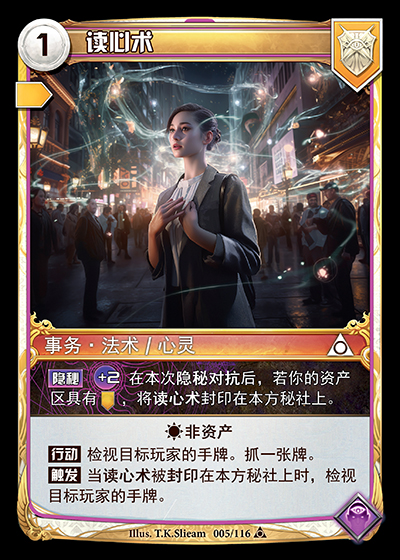 1
读心术
事务·法术/心灵
隐秘 +2 在本次隐秘对抗后，若你的资产
区具有 ，将读心术封印在本方秘社上。
非资产
行动 检视目标玩家的手牌。抓一张牌。
触发 当读心术被封印在本方秘社上时，检视
目标玩家的手牌。
Illus. T.K.Slieam 005/116